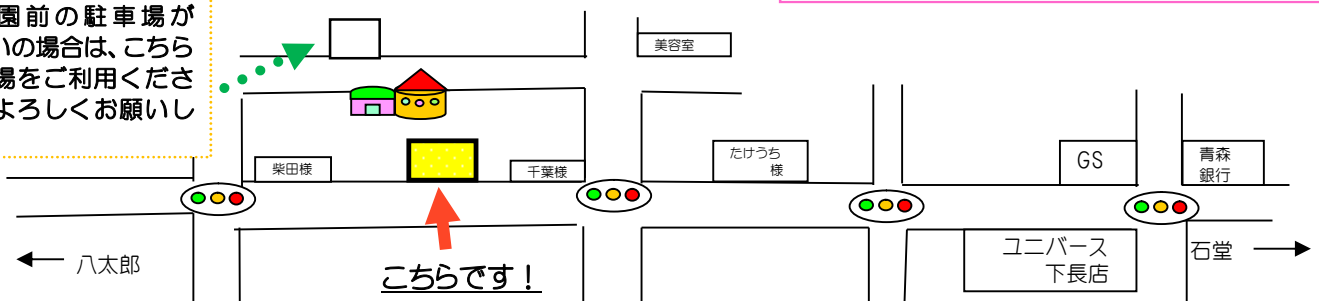 園前の駐車場が
いの場合は、こちら
場をご利用くださ
よろしくお願いし
美容室
柴田様
千葉様
たけうち
様
GS
青森
銀行
八太郎
こちらです！
ユニバース
下長店
石堂